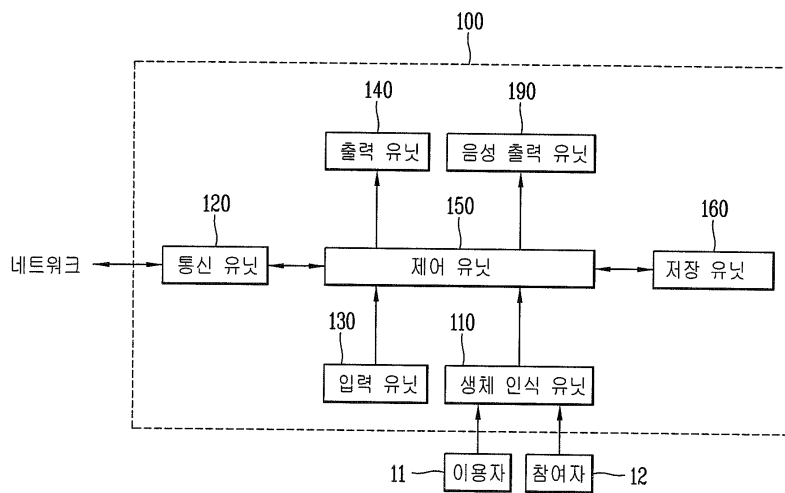 100
140
190
출력 유닛
음성 출력 유닛
120
150
160
네트워크
통신 유닛
제어 유닛
저장 유닛
130
110
입력 유닛
생체 인식 유닛
11
이용자
참여자
12